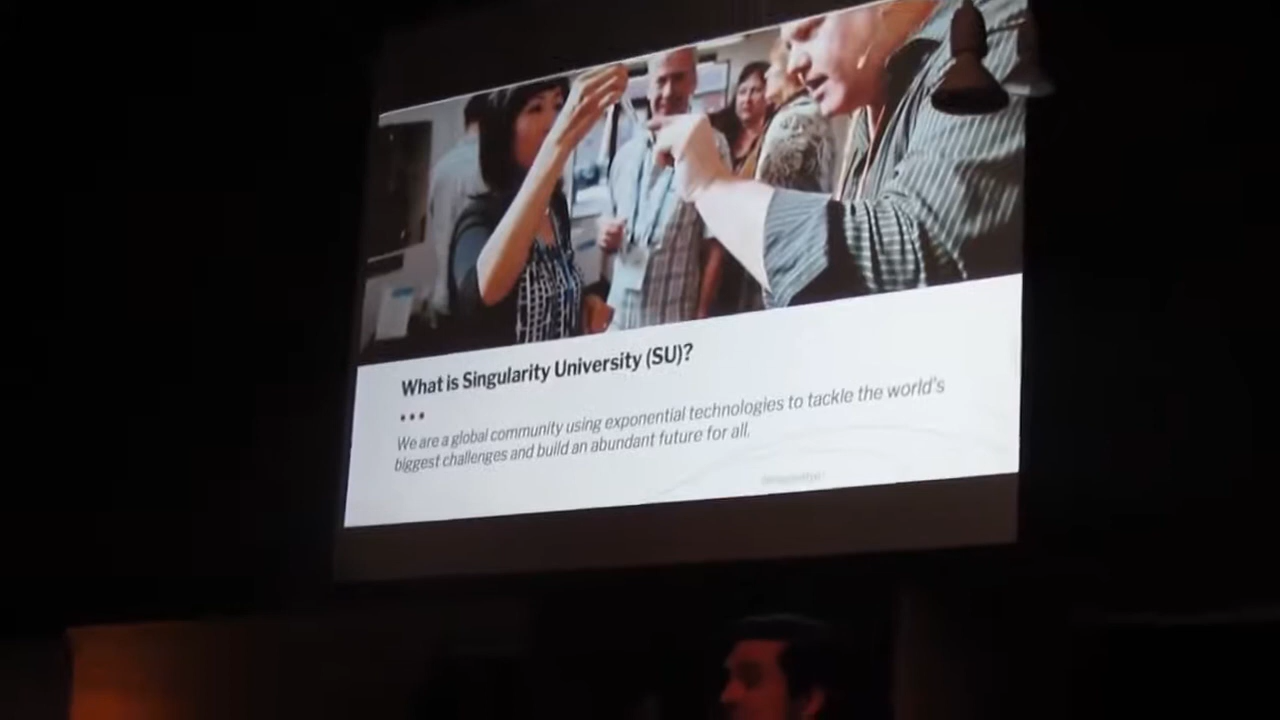 What is Singularity University (SU)?
We are a global community using exponential technologies to tackle the world's
biggest challenges and build an abundant future for all.